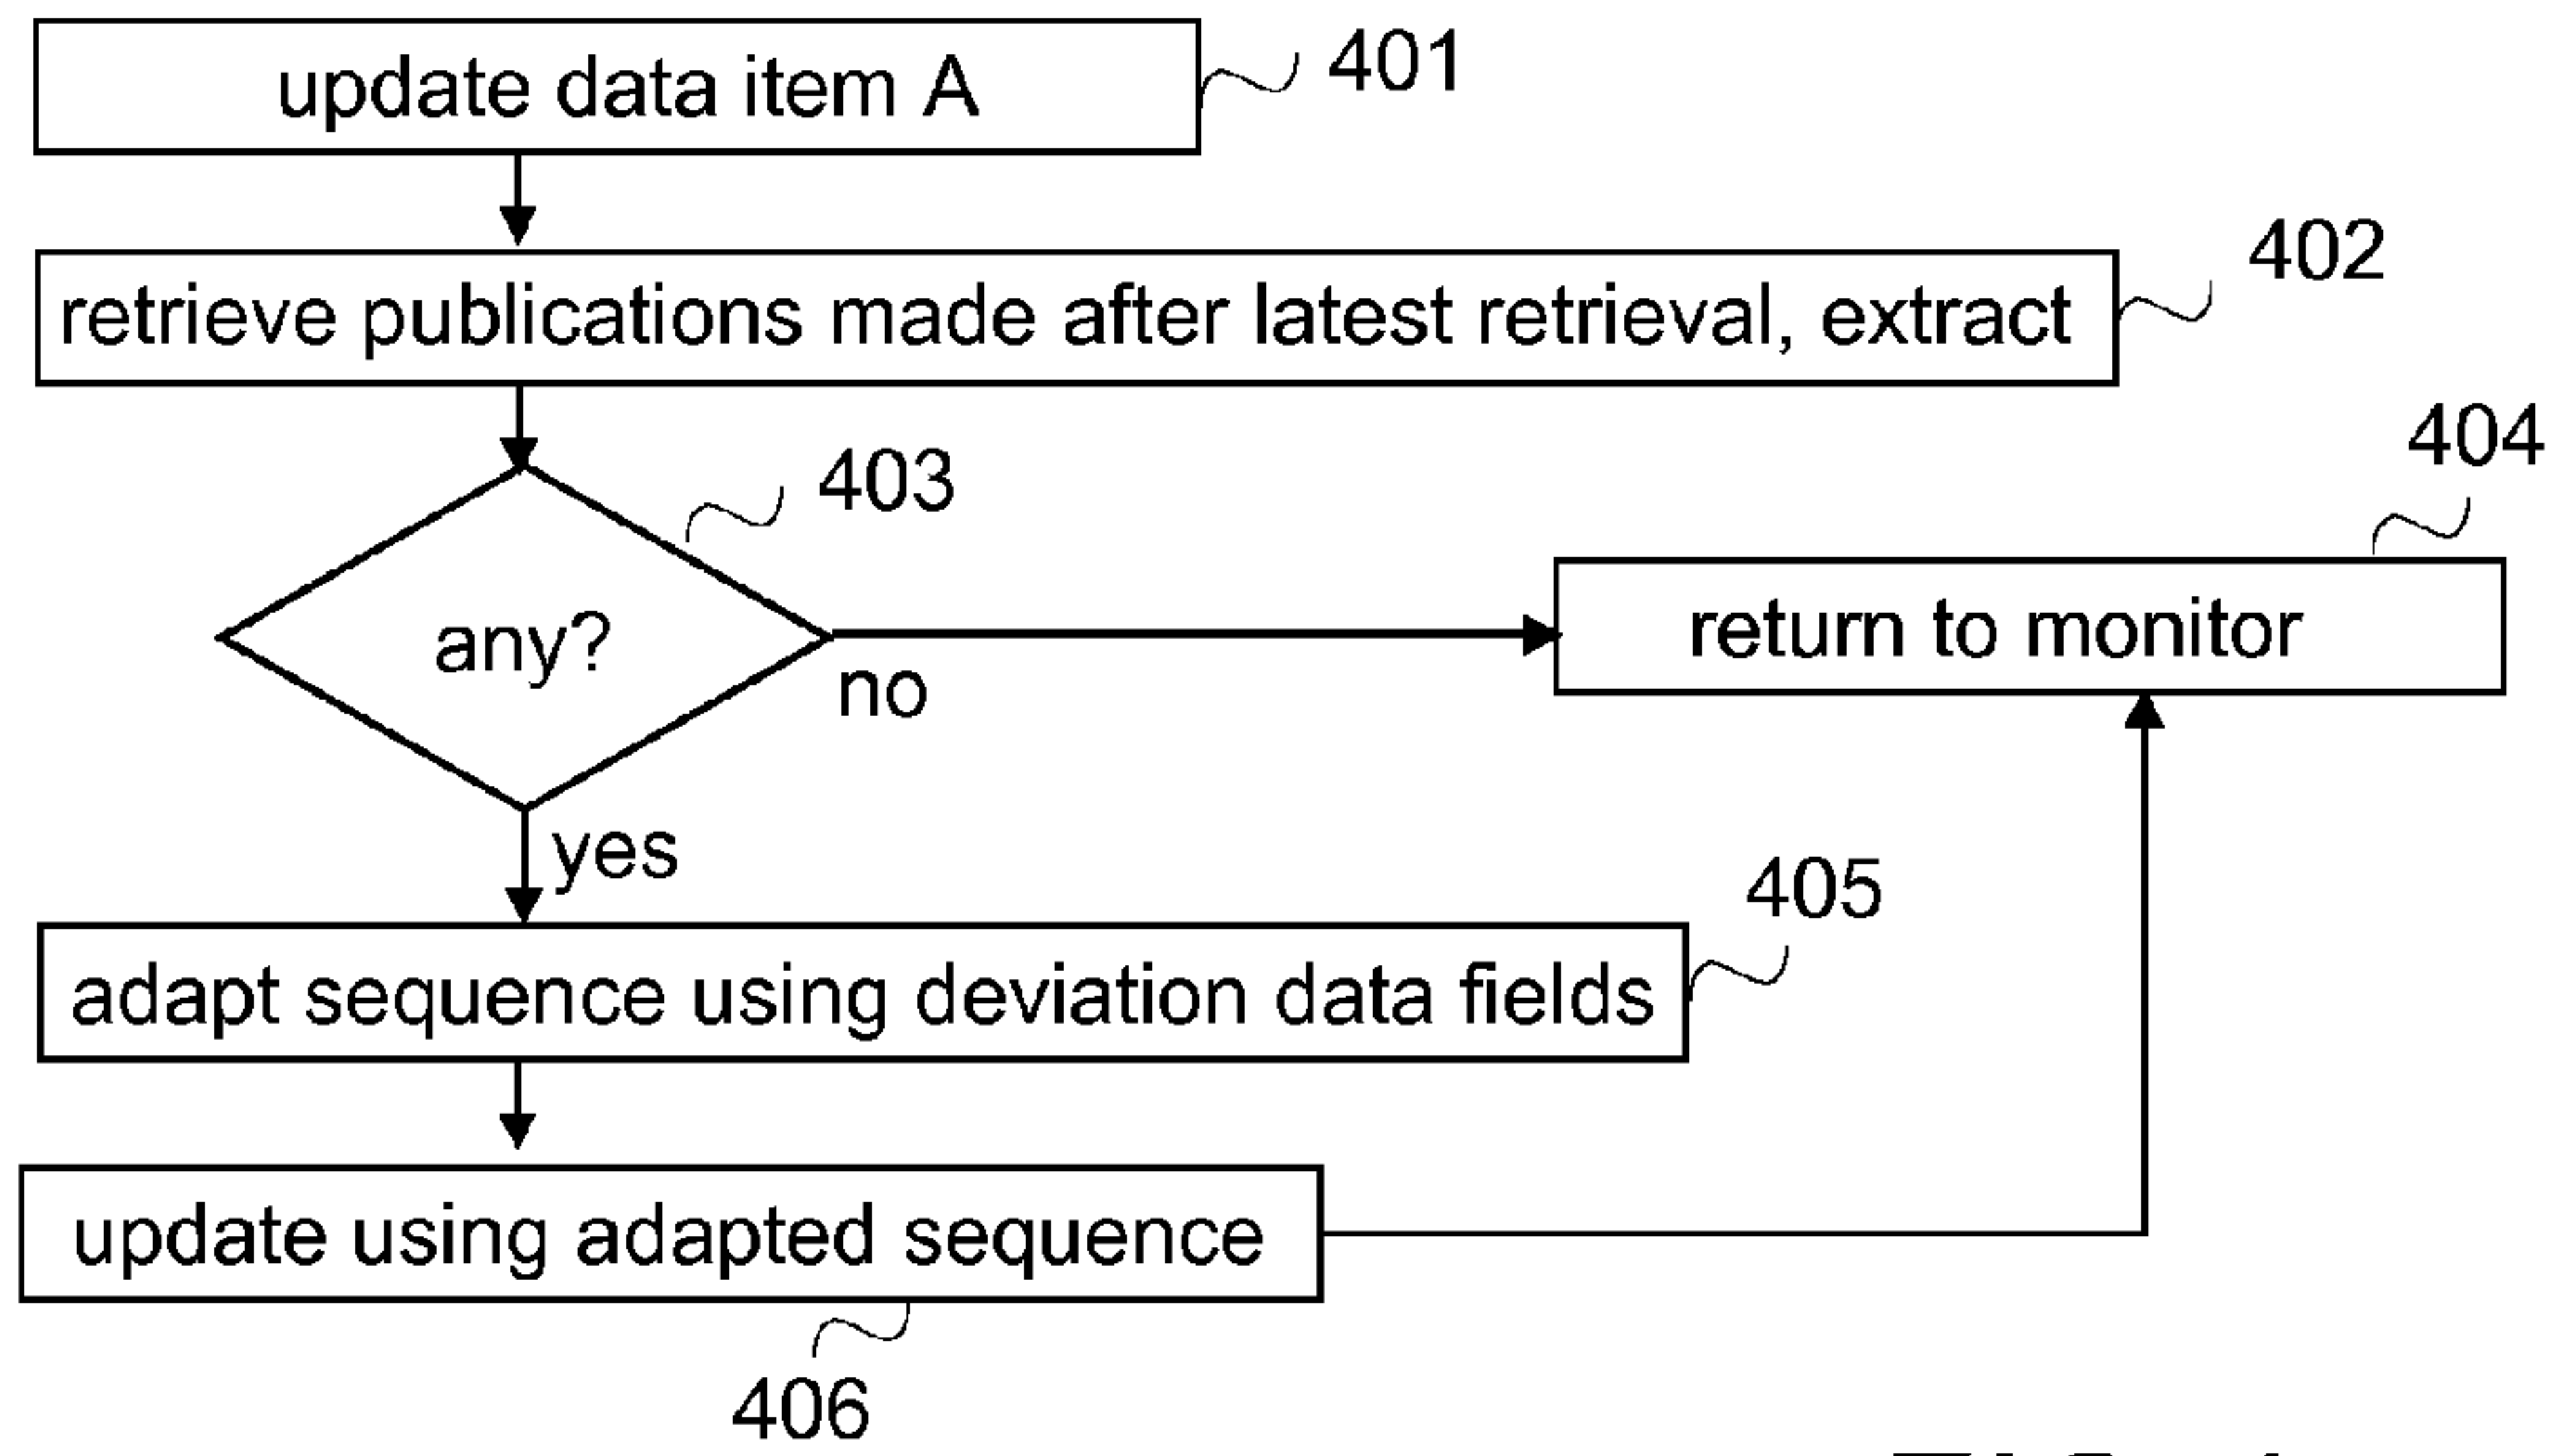 update data item A
401
retrieve publications made after latest retrieval, extract
402
403
404
any?
return to monitor
no
yes
405
adapt sequence using deviation data fields
update using adapted sequence
406